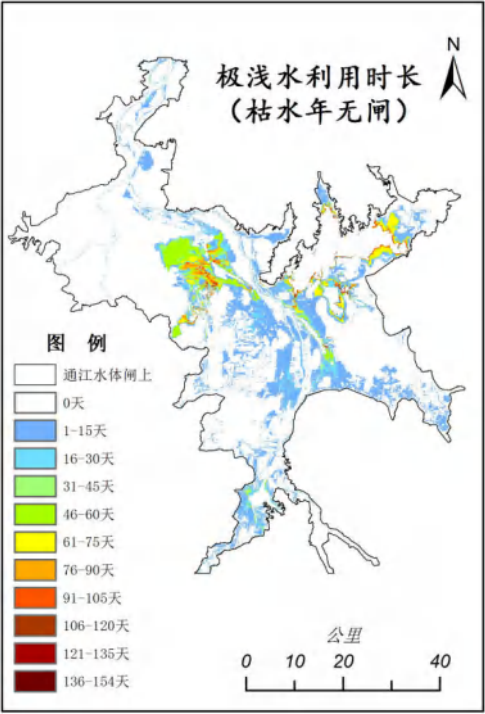 极浅水利用时长
（枯水年无闸）
N
图 例
通江水体闸上
0天
1-15天
16-30天
31-45天
46-60天
61-75天
76-90天
91-105天
106-120天
121-135天
136-154天
公里
0 10 20 40